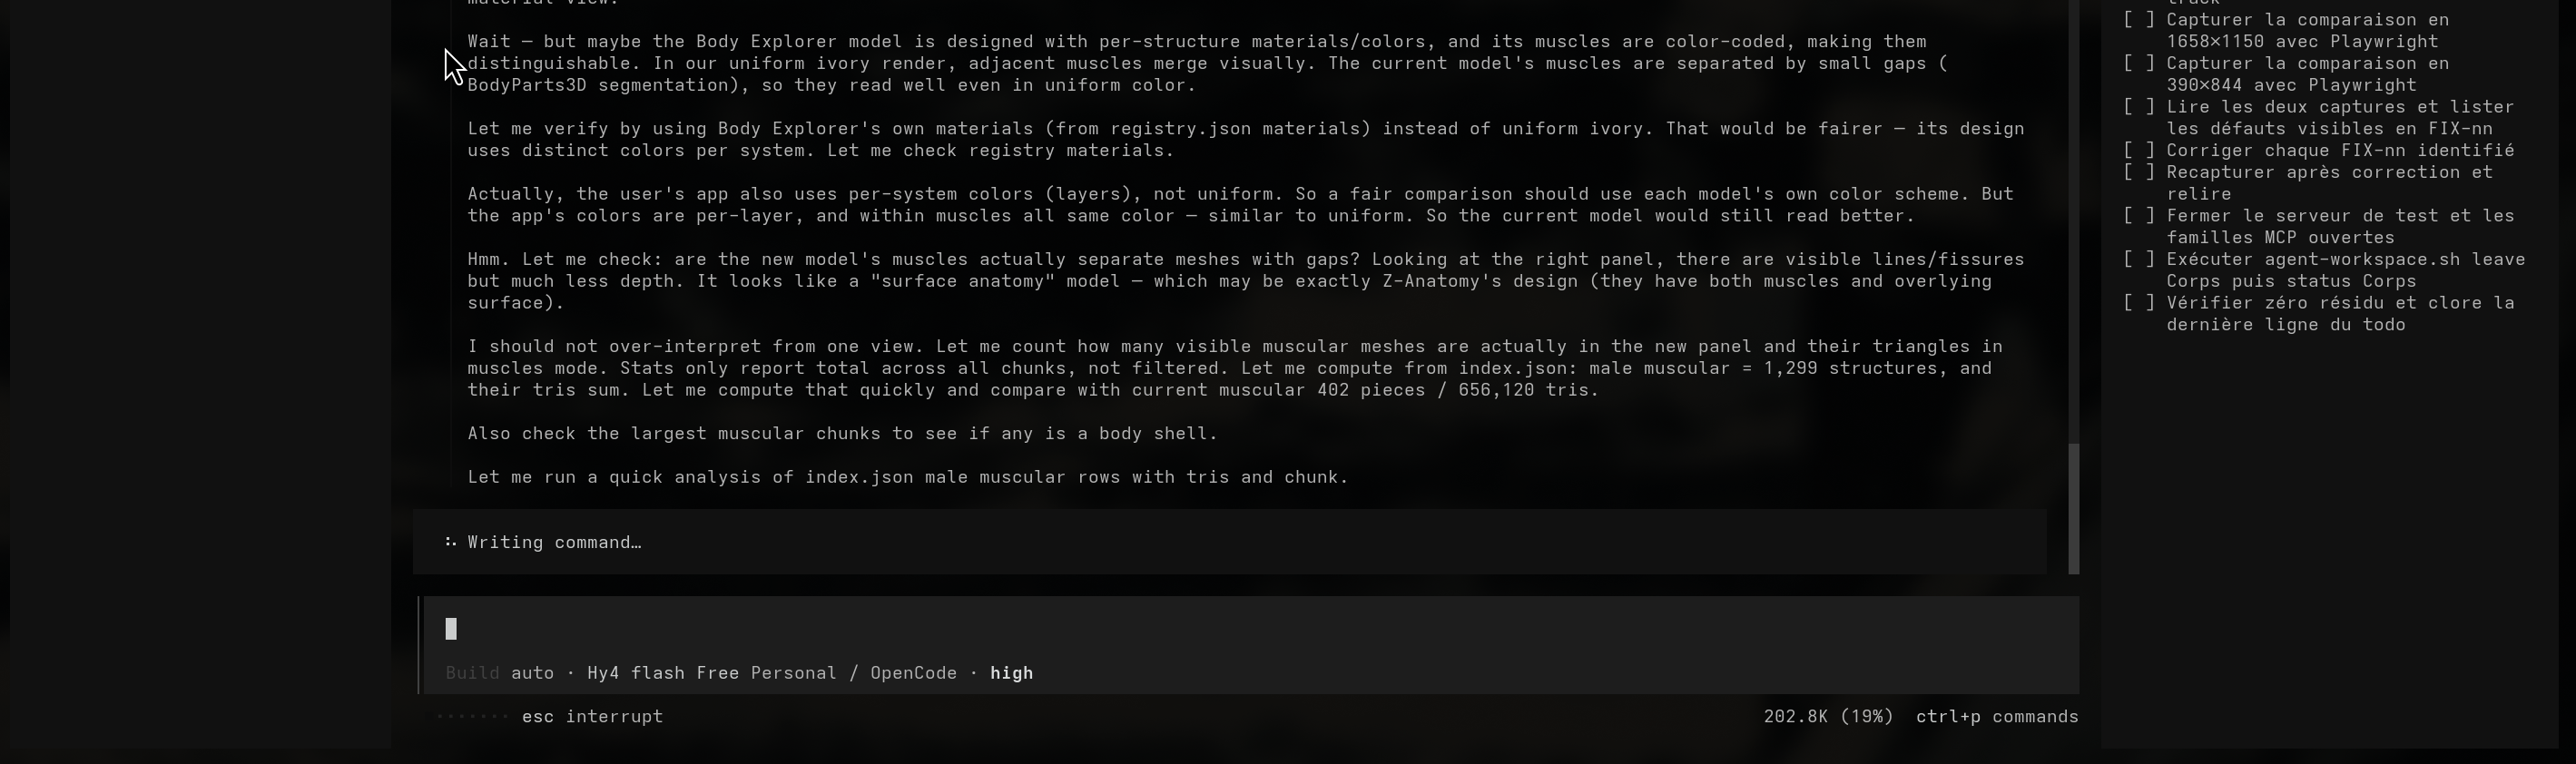 material view.
Wait — but maybe the Body Explorer model is designed with per-structure materials/colors, and its muscles are color-coded, making them
distinguishable. In our uniform ivory render, adjacent muscles merge visually. The current model's muscles are separated by small gaps (
BodyParts3D segmentation), so they read well even in uniform color.
Let me verify by using Body Explorer's own materials (from registry.json materials) instead of uniform ivory. That would be fairer — its design
uses distinct colors per system. Let me check registry materials.
Actually, the user's app also uses per-system colors (layers), not uniform. So a fair comparison should use each model's own color scheme. But
the app's colors are per-layer, and within muscles all same color — similar to uniform. So the current model would still read better.
Hmm. Let me check: are the new model's muscles actually separate meshes with gaps? Looking at the right panel, there are visible lines/fissures
but much less depth. It looks like a "surface anatomy" model — which may be exactly Z-Anatomy's design (they have both muscles and overlying
surface).
I should not over-interpret from one view. Let me count how many visible muscular meshes are actually in the new panel and their triangles in
muscles mode. Stats only report total across all chunks, not filtered. Let me compute from index.json: male muscular = 1,299 structures, and
their tris sum. Let me compute that quickly and compare with current muscular 402 pieces / 656,120 tris.
Also check the largest muscular chunks to see if any is a body shell.
Let me run a quick analysis of index.json male muscular rows with tris and chunk.
Writing command…
Build auto · Hy4 flash Free Personal / OpenCode · high
esc interrupt
202.8K (19%) ctrl+p commands
track
[ ] Capturer la comparaison en
1658×1150 avec Playwright
[ ] Capturer la comparaison en
390×844 avec Playwright
[ ] Lire les deux captures et lister
les défauts visibles en FIX-nn
[ ] Corriger chaque FIX-nn identifié
[ ] Recapturer après correction et
relire
[ ] Fermer le serveur de test et les
familles MCP ouvertes
[ ] Exécuter agent-workspace.sh leave
Corps puis status Corps
[ ] Vérifier zéro résidu et clore la
dernière ligne du todo